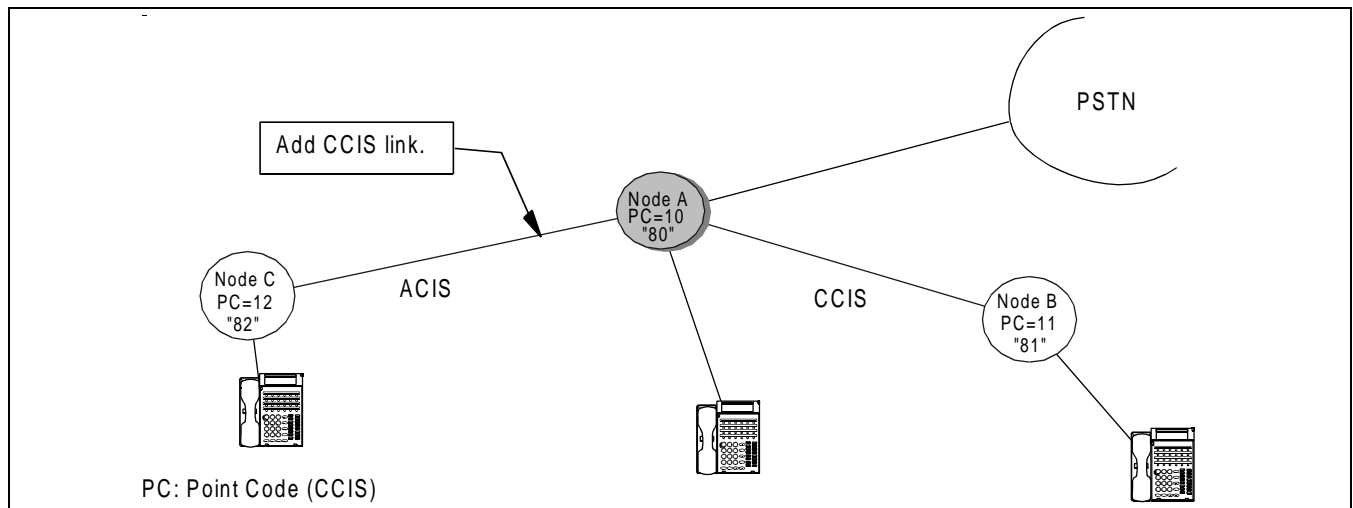 PSTN
Add CCIS link.
Node A
PC=10
"80"
Node C
PC=12
"82"
ACIS
CCIS
Node B
PC=11
"81"
PC: Point Code (CCIS)